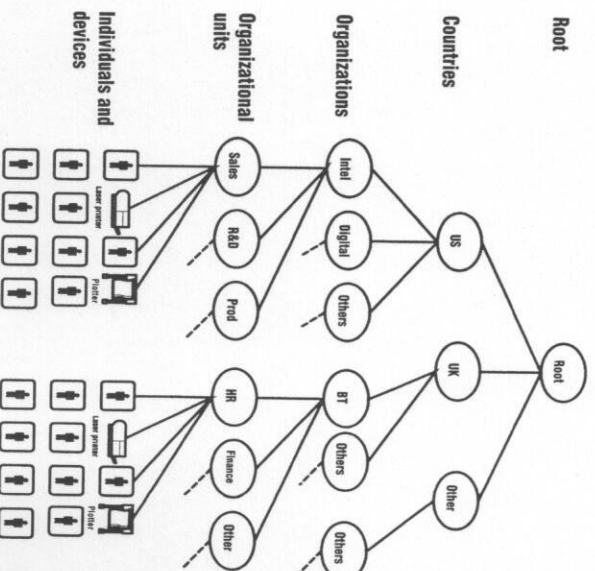 Root
Root
Countries
US
UK
Other
Organizations
Intel
Digital
Others
BT
Others
Others
Organizational
units
Sales
R&D
Prod
HR
Finance
Other
Individuals and
devices
Laser printer
Plotter
Laser printer
Plotter